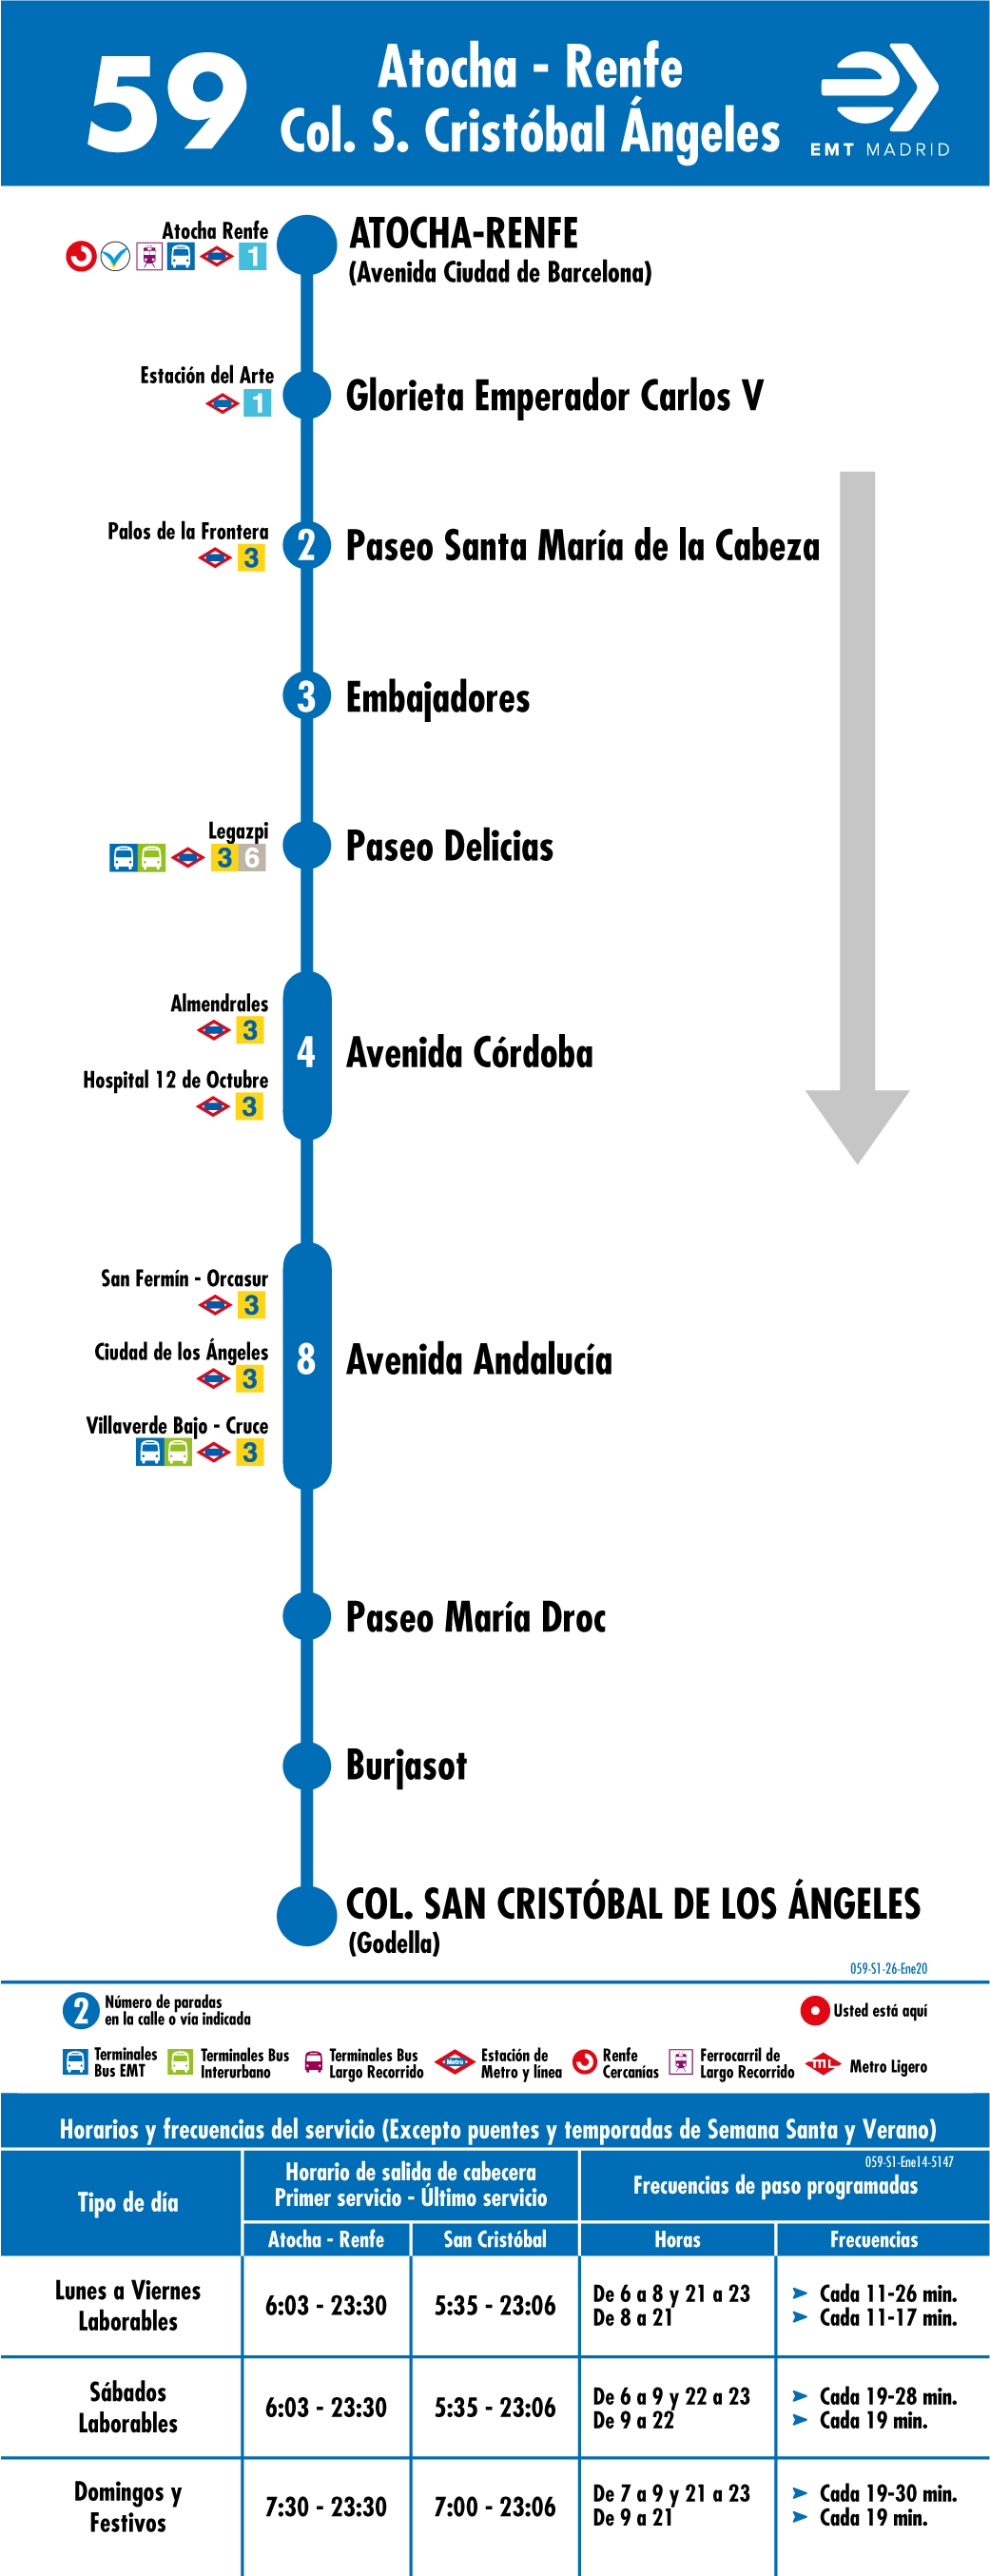 59
Atocha - Renfe
Col. S. Cristóbal Ángeles
EMT MADRID
Atocha Renfe
1
ATOCHA-RENFE
(Avenida Ciudad de Barcelona)
Estación del Arte
1
Glorieta Emperador Carlos V
Palos de la Frontera
3
2
Paseo Santa María de la Cabeza
3
Embajadores
Legazpi
3 6
Paseo Delicias
Almendrales
3
4
Avenida Córdoba
Hospital 12 de Octubre
3
San Fermín - Orcasur
3
Ciudad de los Ángeles
3
8
Avenida Andalucía
Villaverde Bajo - Cruce
3
Paseo María Droc
Burjasot
COL. SAN CRISTÓBAL DE LOS ÁNGELES
(Godella)
059-S1-26-Ene20
2
Número de paradas
en la calle o vía indicada
Usted está aquí
Terminales
Bus EMT
Terminales Bus
Interurbano
Terminales Bus
Largo Recorrido
Metro
Estación de
Metro y línea
Renfe
Cercanías
Ferrocarril de
Largo Recorrido
ML
Metro Ligero
Horarios y frecuencias del servicio (Excepto puentes y temporadas de Semana Santa y Verano)
059-S1-Ene14-5147
Tipo de día
Horario de salida de cabecera
Primer servicio - Último servicio
Frecuencias de paso programadas
Atocha - Renfe
San Cristóbal
Horas
Frecuencias
Lunes a Viernes
Laborables
6:03 - 23:30
5:35 - 23:06
De 6 a 8 y 21 a 23
Cada 11-26 min.
De 8 a 21
Cada 11-17 min.
Sábados
Laborables
6:03 - 23:30
5:35 - 23:06
De 6 a 9 y 22 a 23
Cada 19-28 min.
De 9 a 22
Cada 19 min.
Domingos y
Festivos
7:30 - 23:30
7:00 - 23:06
De 7 a 9 y 21 a 23
Cada 19-30 min.
De 9 a 21
Cada 19 min.